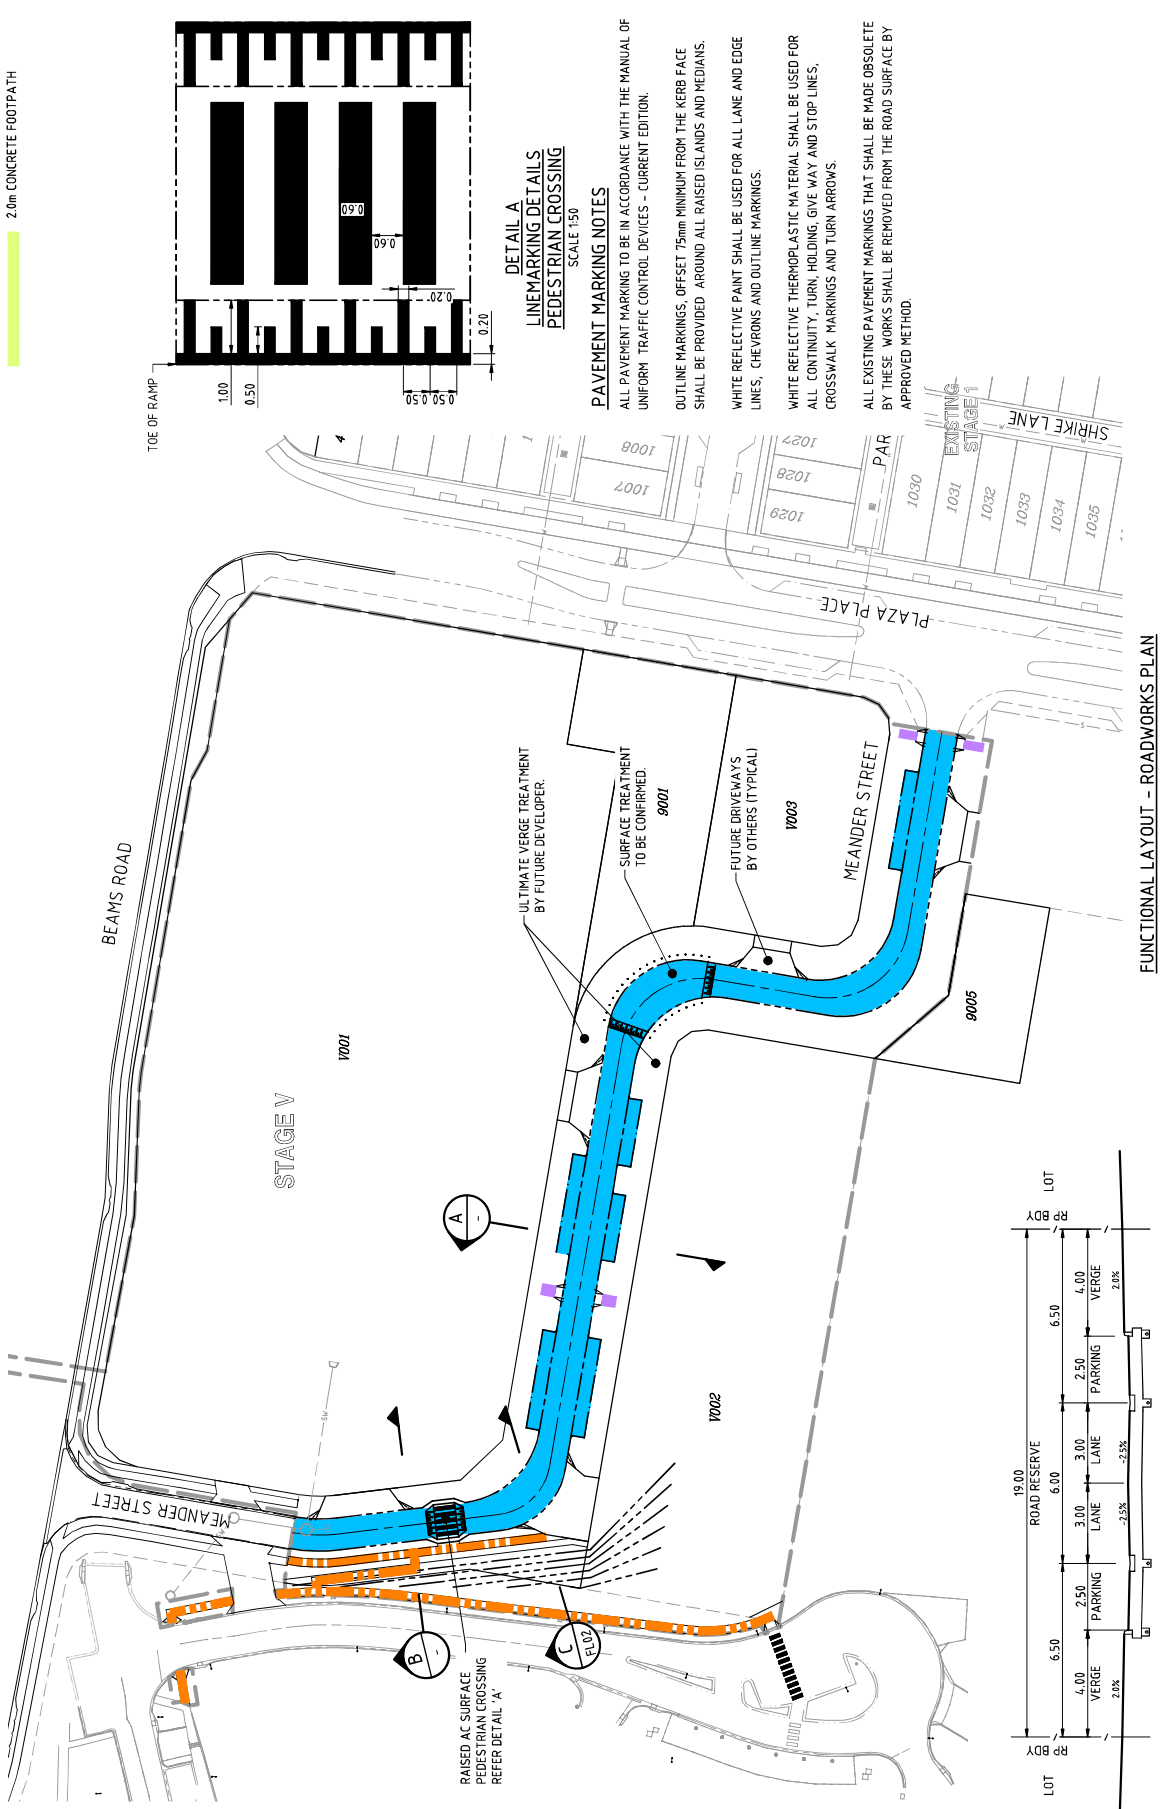 2.0m CONCRETE FOOTPATH
TOE OF RAMP
1.00
0.50
0.50
0.50
0.20
0.20
0.60
0.60
DETAIL A
LINEMARKING DETAILS
PEDESTRIAN CROSSING
SCALE 1:50
PAVEMENT MARKING NOTES
ALL PAVEMENT MARKING TO BE IN ACCORDANCE WITH THE MANUAL OF
UNIFORM TRAFFIC CONTROL DEVICES - CURRENT EDITION.
OUTLINE MARKINGS, OFFSET 75mm MINIMUM FROM THE KERB FACE
SHALL BE PROVIDED AROUND ALL RAISED ISLANDS AND MEDIANS.
WHITE REFLECTIVE PAINT SHALL BE USED FOR ALL LANE AND EDGE
LINES, CHEVRONS AND OUTLINE MARKINGS.
WHITE REFLECTIVE THERMOPLASTIC MATERIAL SHALL BE USED FOR
ALL CONTINUITY, TURN, HOLDING, GIVE WAY AND STOP LINES,
CROSSWALK MARKINGS AND TURN ARROWS.
ALL EXISTING PAVEMENT MARKINGS THAT SHALL BE MADE OBSOLETE
BY THESE WORKS SHALL BE REMOVED FROM THE ROAD SURFACE BY
APPROVED METHOD.
1008
1007
1027
1028
1029
PAR
EXISTING
STAGE 1
SHRIKE LANE
1030
1031
1032
1033
1034
1035
PLAZA PLACE
BEAMS ROAD
STAGE V
V001
ULTIMATE VERGE TREATMENT
BY FUTURE DEVELOPER.
SURFACE TREATMENT
TO BE CONFIRMED.
9001
FUTURE DRIVEWAYS
BY OTHERS (TYPICAL)
V003
MEANDER STREET
9005
A
-
V002
MEANDER STREET
SW
SW
B
-
C
FL02
RAISED AC SURFACE
PEDESTRIAN CROSSING
REFER DETAIL 'A'
LOT
RP BDY
19.00
ROAD RESERVE
6.50
6.00
6.50
4.00
VERGE
2.50
PARKING
3.00
LANE
3.00
LANE
2.50
PARKING
4.00
VERGE
2.0%
-2.5%
-2.5%
2.0%
RP BDY
LOT
FUNCTIONAL LAYOUT - ROADWORKS PLAN